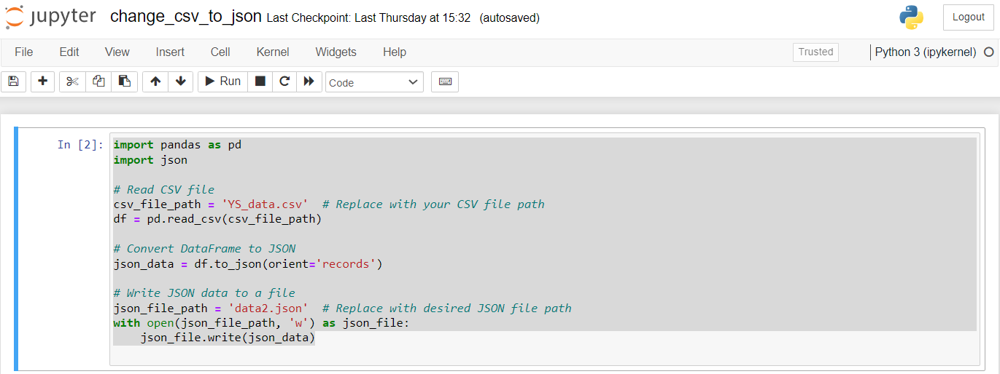 jupyter change_csv_to_json Last Checkpoint: Last Thursday at 15:32 (autosaved) Logout
File Edit View Insert Cell Kernel Widgets Help Trusted Python 3 (ipykernel)
Run Code
In [2]: import pandas as pd
import json
# Read CSV file
csv_file_path = 'YS_data.csv'  # Replace with your CSV file path
df = pd.read_csv(csv_file_path)
# Convert DataFrame to JSON
json_data = df.to_json(orient='records')
# Write JSON data to a file
json_file_path = 'data2.json'  # Replace with desired JSON file path
with open(json_file_path, 'w') as json_file:
    json_file.write(json_data)